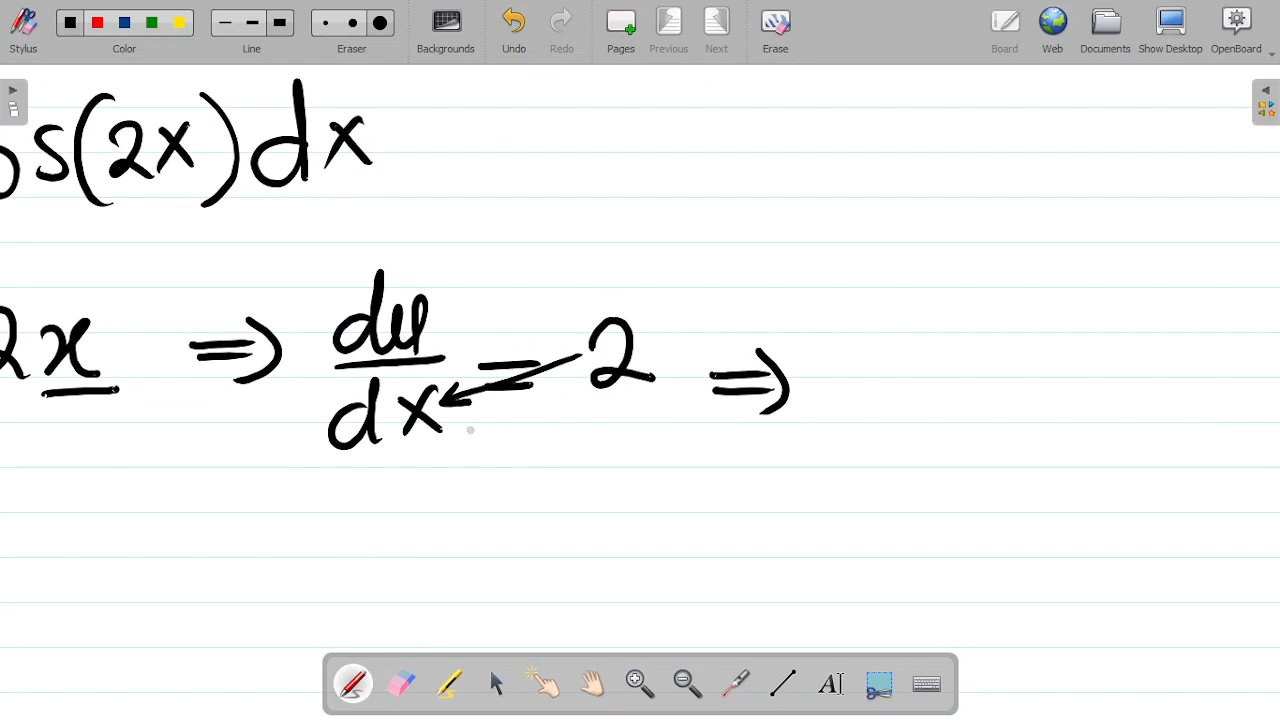 Stylus Color Line Eraser Backgrounds Undo Redo Pages Previous Next Erase Board Web Documents Show Desktop OpenBoard
os(2x)dx
2x ⇒ du/dx = 2 ⇒